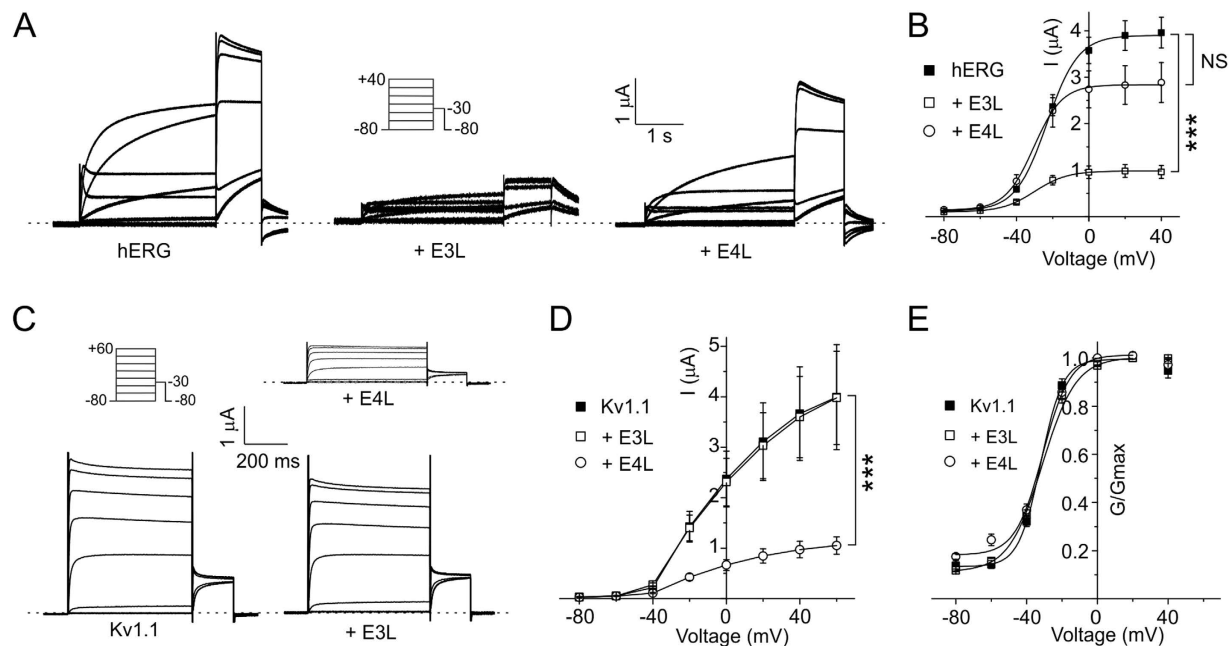 A
+40
-30
-80
-80
1 μA
1 s
hERG
+ E3L
+ E4L
B
I (μA)
4
3
2
1
hERG
+ E3L
+ E4L
NS
***
-80
-40
0
40
Voltage (mV)
C
+60
-30
-80
-80
+ E4L
1 μA
200 ms
Kv1.1
+ E3L
D
I (μA)
5
4
3
2
1
Kv1.1
+ E3L
+ E4L
***
-80
-40
0
40
Voltage (mV)
E
1.0
0.8
0.6
0.4
0.2
G/Gmax
Kv1.1
+ E3L
+ E4L
-80
-40
0
40
Voltage (mV)